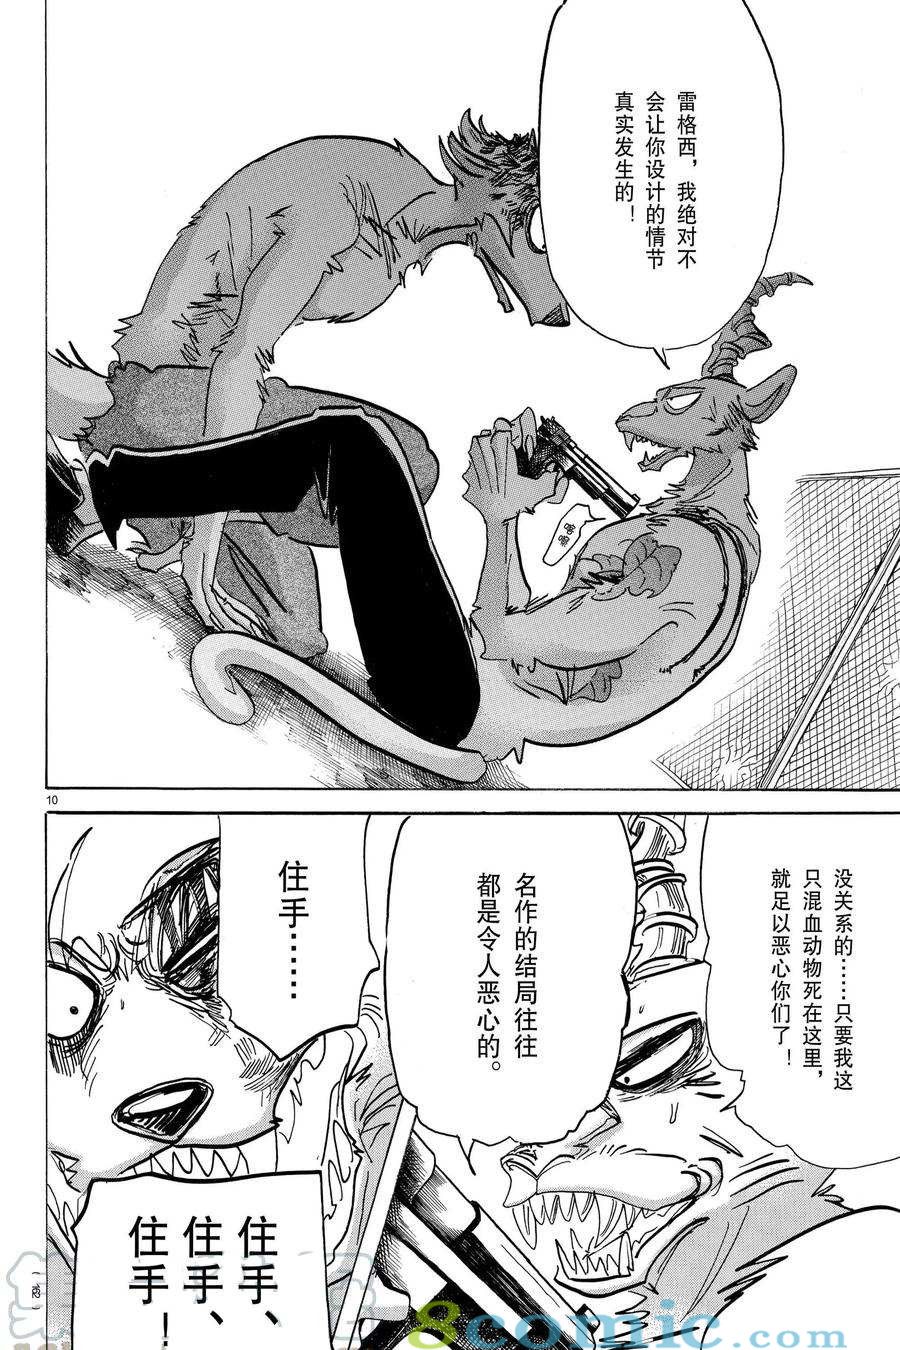 雷格西，我绝对不
会让你设计的情节
真实发生的！
嗡
嗡
10
没关系的……只要我这
只混血动物死在这里，
就足以恶心你们了！
名作的结局往往
都是令人恶心的。
住手……
住手、
住手、
住手！
8comic.com